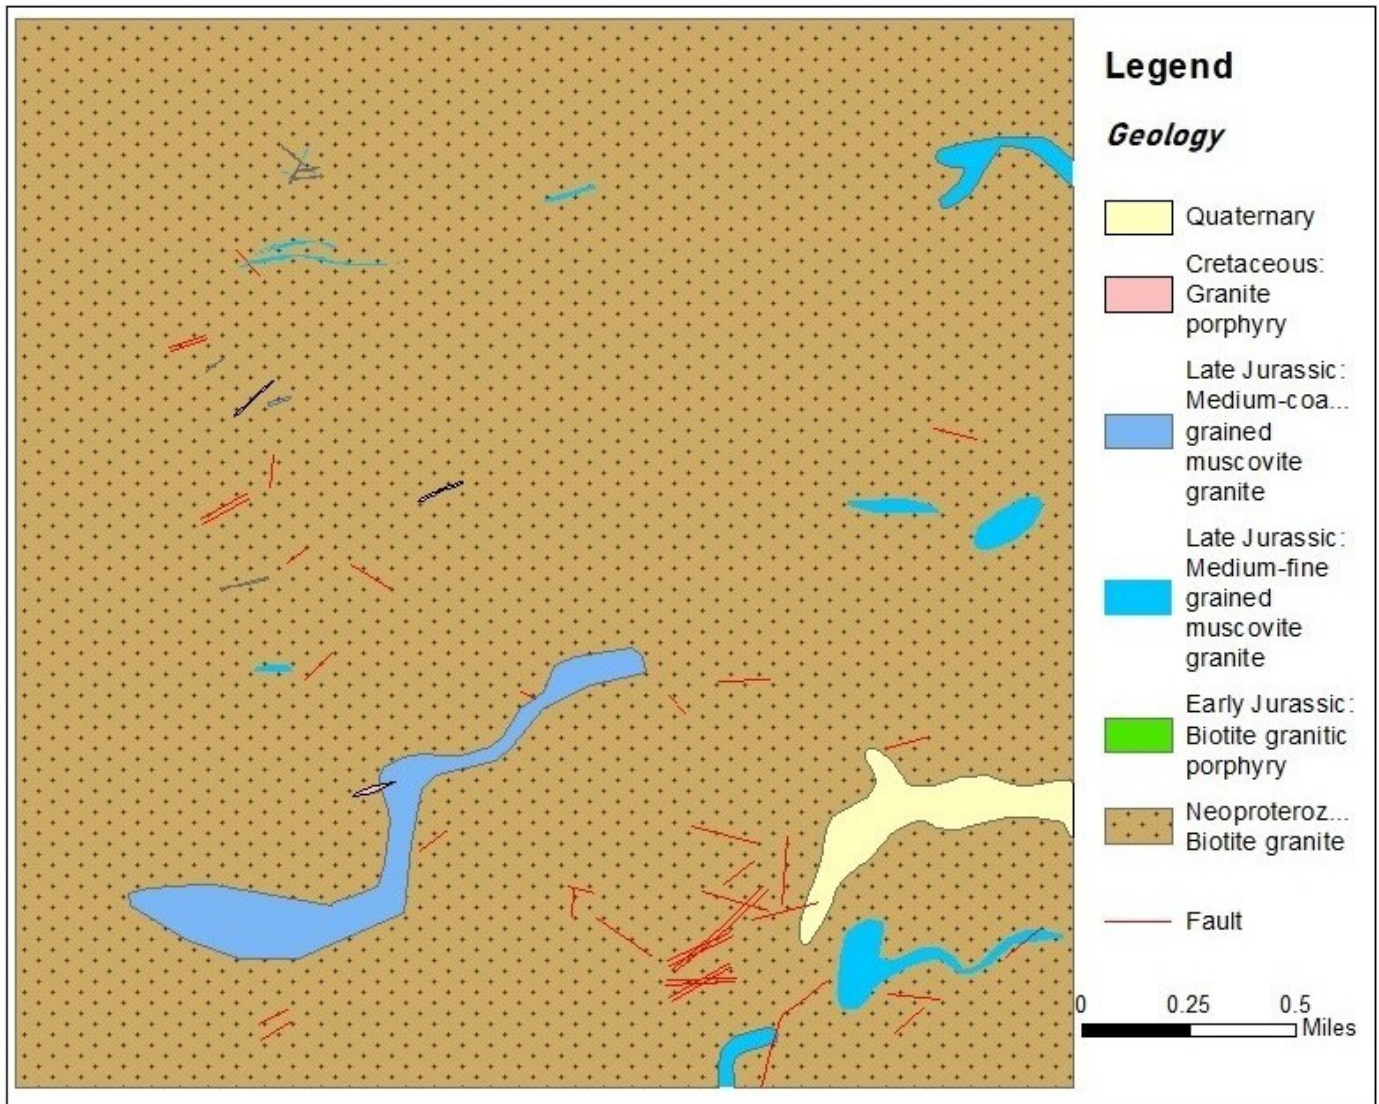 Legend
Geology
Quaternary
Cretaceous:
Granite
porphyry
Late Jurassic:
Medium-coa...
grained
muscovite
granite
Late Jurassic:
Medium-fine
grained
muscovite
granite
Early Jurassic:
Biotite granitic
porphyry
Neoproteroz...
Biotite granite
Fault
0 0.25 0.5
Miles